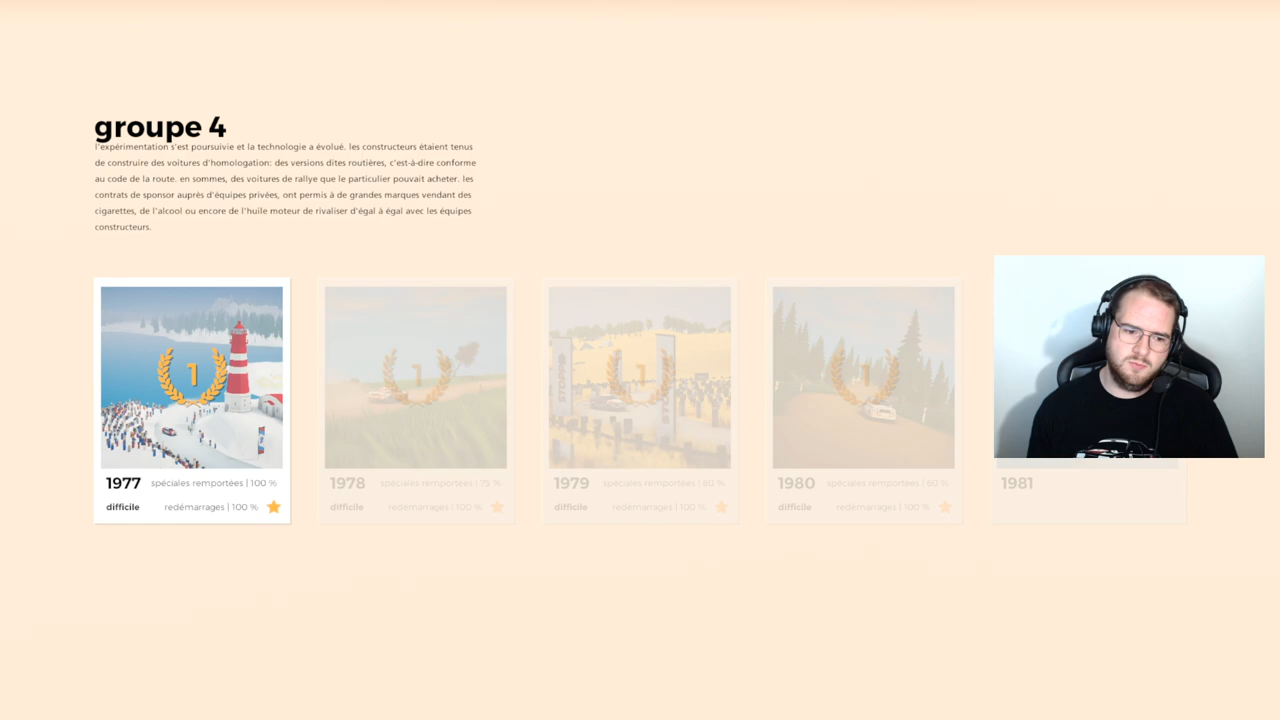 groupe 4
l'expérimentation s'est poursuivie et la technologie a évolué. les constructeurs étaient tenus
de construire des voitures d'homologation: des versions dites routières, c'est-à-dire conforme
au code de la route. en sommes, des voitures de rallye que le particulier pouvait acheter. les
contrats de sponsor auprès d'équipes privées, ont permis à de grandes marques vendant des
cigarettes, de l'alcool ou encore de l'huile moteur de rivaliser d'égal à égal avec les équipes
constructeurs.
1
1977 spéciales remportées | 100 %
difficile redémarrages | 100 %
1
1978 spéciales remportées | 75 %
difficile redémarrages | 100 %
1
1979 spéciales remportées | 80 %
difficile redémarrages | 100 %
1
1980 spéciales remportées | 60 %
difficile redémarrages | 100 %
1981